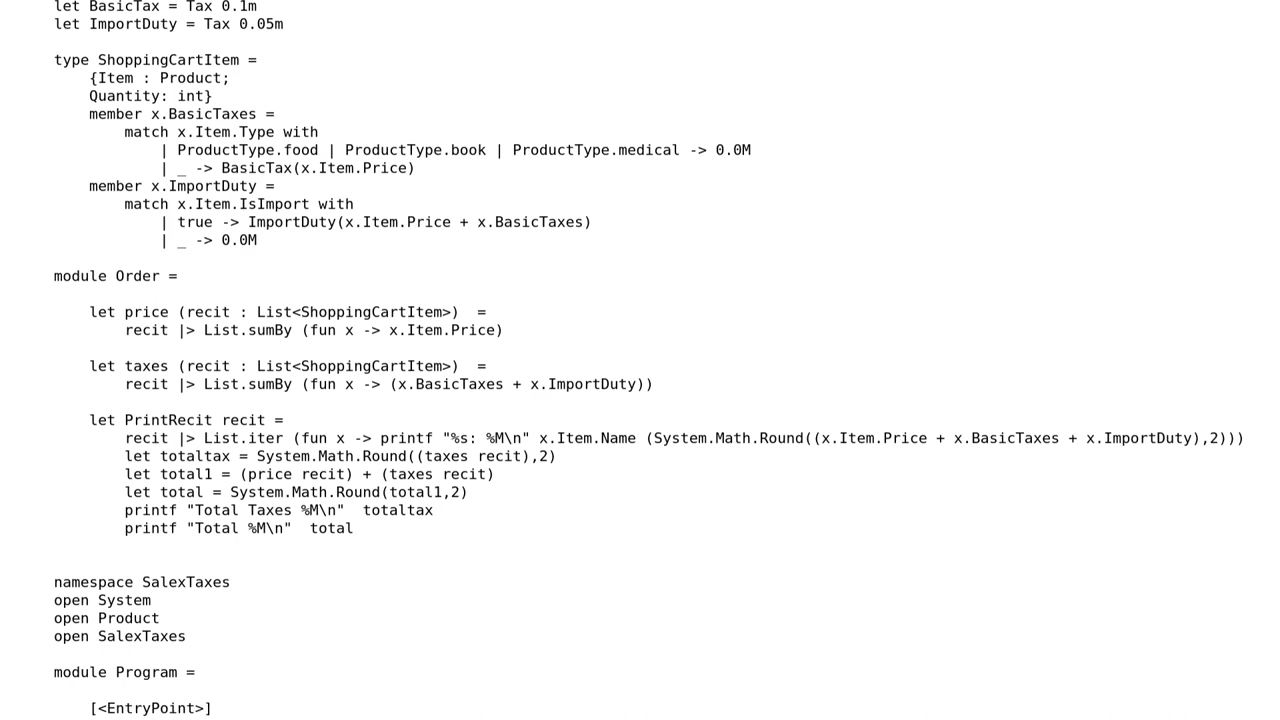 let BasicTax = Tax 0.1m
let ImportDuty = Tax 0.05m
type ShoppingCartItem =
{Item : Product;
Quantity: int}
member x.BasicTaxes =
match x.Item.Type with
| ProductType.food | ProductType.book | ProductType.medical -> 0.0M
| _ -> BasicTax(x.Item.Price)
member x.ImportDuty =
match x.Item.IsImport with
| true -> ImportDuty(x.Item.Price + x.BasicTaxes)
| _ -> 0.0M
module Order =
let price (recit : List<ShoppingCartItem>)  =
recit |> List.sumBy (fun x -> x.Item.Price)
let taxes (recit : List<ShoppingCartItem>)  =
recit |> List.sumBy (fun x -> (x.BasicTaxes + x.ImportDuty))
let PrintRecit recit =
recit |> List.iter (fun x -> printf "%s: %M\n" x.Item.Name (System.Math.Round((x.Item.Price + x.BasicTaxes + x.ImportDuty),2)))
let totaltax = System.Math.Round((taxes recit),2)
let total1 = (price recit) + (taxes recit)
let total = System.Math.Round(total1,2)
printf "Total Taxes %M\n"  totaltax
printf "Total %M\n"  total
namespace SalexTaxes
open System
open Product
open SalexTaxes
module Program =
[<EntryPoint>]